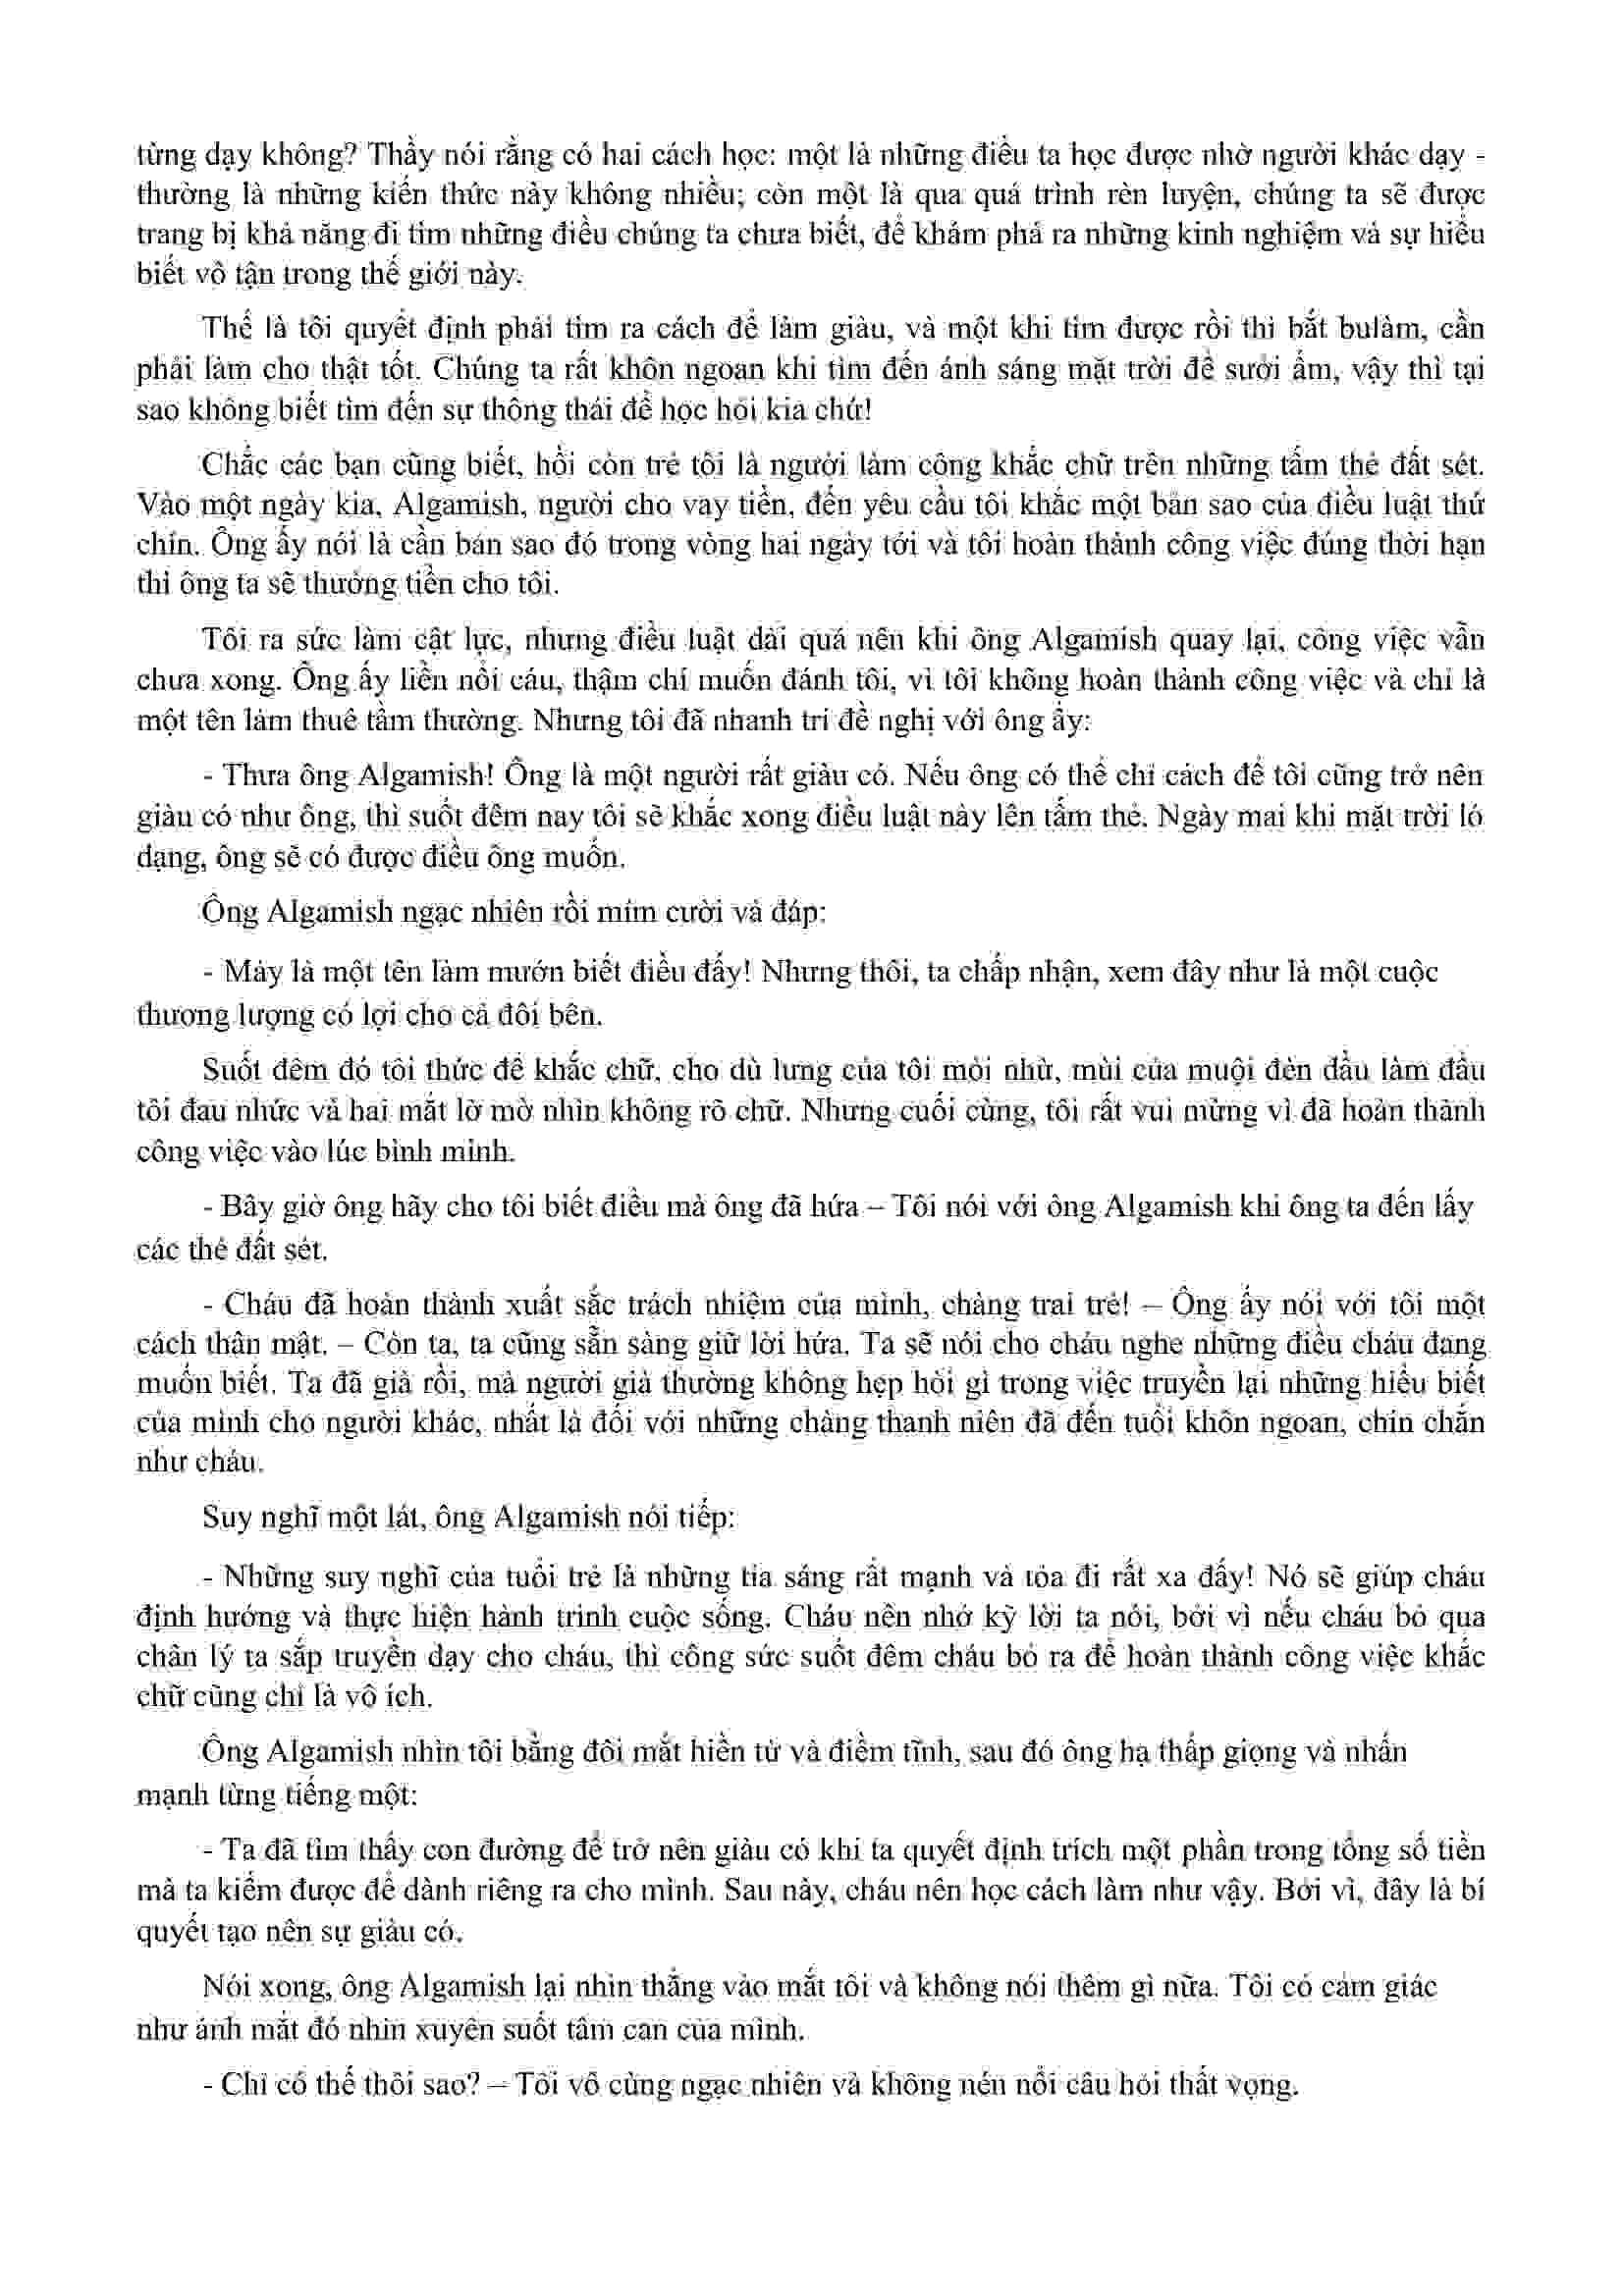 từng dạy không? Thầy nói rằng có hai cách học: một là những điều ta học được nhờ người khác dạy -
thường là những kiến thức này không nhiều; còn một là qua quá trình rèn luyện, chúng ta sẽ được
trang bị khả năng đi tìm những điều chúng ta chưa biết, để khám phá ra những kinh nghiệm và sự hiểu
biết vô tận trong thế giới này.
Thế là tôi quyết định phải tìm ra cách để làm giàu, và một khi tìm được rồi thì bắt bulàm, cần
phải làm cho thật tốt. Chúng ta rất khôn ngoan khi tìm đến ánh sáng mặt trời để sưởi ấm, vậy thì tại
sao không biết tìm đến sự thông thái để học hỏi kia chứ!
Chắc các bạn cũng biết, hồi còn trẻ tôi là người làm công khắc chữ trên những tấm thẻ đất sét.
Vào một ngày kia, Algamish, người cho vay tiền, đến yêu cầu tôi khắc một bản sao của điều luật thứ
chín. Ông ấy nói là cần bản sao đó trong vòng hai ngày tới và tôi hoàn thành công việc đúng thời hạn
thì ông ta sẽ thưởng tiền cho tôi.
Tôi ra sức làm cật lực, nhưng điều luật dài quá nên khi ông Algamish quay lại, công việc vẫn
chưa xong. Ông ấy liền nổi cáu, thậm chí muốn đánh tôi, vì tôi không hoàn thành công việc và chỉ là
một tên làm thuê tầm thường. Nhưng tôi đã nhanh trí đề nghị với ông ấy:
- Thưa ông Algamish! Ông là một người rất giàu có. Nếu ông có thể chỉ cách để tôi cũng trở nên
giàu có như ông, thì suốt đêm nay tôi sẽ khắc xong điều luật này lên tấm thẻ. Ngày mai khi mặt trời ló
dạng, ông sẽ có được điều ông muốn.
Ông Algamish ngạc nhiên rồi mỉm cười và đáp:
- Mày là một tên làm mướn biết điều đấy! Nhưng thôi, ta chấp nhận, xem đây như là một cuộc
thương lượng có lợi cho cả đôi bên.
Suốt đêm đó tôi thức để khắc chữ, cho dù lưng của tôi mỏi nhừ, mùi của muội đèn dầu làm đầu
tôi đau nhức và hai mắt lờ mờ nhìn không rõ chữ. Nhưng cuối cùng, tôi rất vui mừng vì đã hoàn thành
công việc vào lúc bình minh.
- Bây giờ ông hãy cho tôi biết điều mà ông đã hứa – Tôi nói với ông Algamish khi ông ta đến lấy
các thẻ đất sét.
- Cháu đã hoàn thành xuất sắc trách nhiệm của mình, chàng trai trẻ! – Ông ấy nói với tôi một
cách thân mật. – Còn ta, ta cũng sẵn sàng giữ lời hứa. Ta sẽ nói cho cháu nghe những điều cháu đang
muốn biết. Ta đã già rồi, mà người già thường không hẹp hòi gì trong việc truyền lại những hiểu biết
của mình cho người khác, nhất là đối với những chàng thanh niên đã đến tuổi khôn ngoan, chín chắn
như cháu.
Suy nghĩ một lát, ông Algamish nói tiếp:
- Những suy nghĩ của tuổi trẻ là những tia sáng rất mạnh và tỏa đi rất xa đấy! Nó sẽ giúp cháu
định hướng và thực hiện hành trình cuộc sống. Cháu nên nhớ kỹ lời ta nói, bởi vì nếu cháu bỏ qua
chân lý ta sắp truyền dạy cho cháu, thì công sức suốt đêm cháu bỏ ra để hoàn thành công việc khắc
chữ cũng chỉ là vô ích.
Ông Algamish nhìn tôi bằng đôi mắt hiền từ và điềm tĩnh, sau đó ông hạ thấp giọng và nhấn
mạnh từng tiếng một:
- Ta đã tìm thấy con đường để trở nên giàu có khi ta quyết định trích một phần trong tổng số tiền
mà ta kiếm được để dành riêng ra cho mình. Sau này, cháu nên học cách làm như vậy. Bởi vì, đây là bí
quyết tạo nên sự giàu có.
Nói xong, ông Algamish lại nhìn thẳng vào mắt tôi và không nói thêm gì nữa. Tôi có cảm giác
như ánh mắt đó nhìn xuyên suốt tâm can của mình.
- Chỉ có thế thôi sao? – Tôi vô cùng ngạc nhiên và không nén nổi câu hỏi thất vọng.